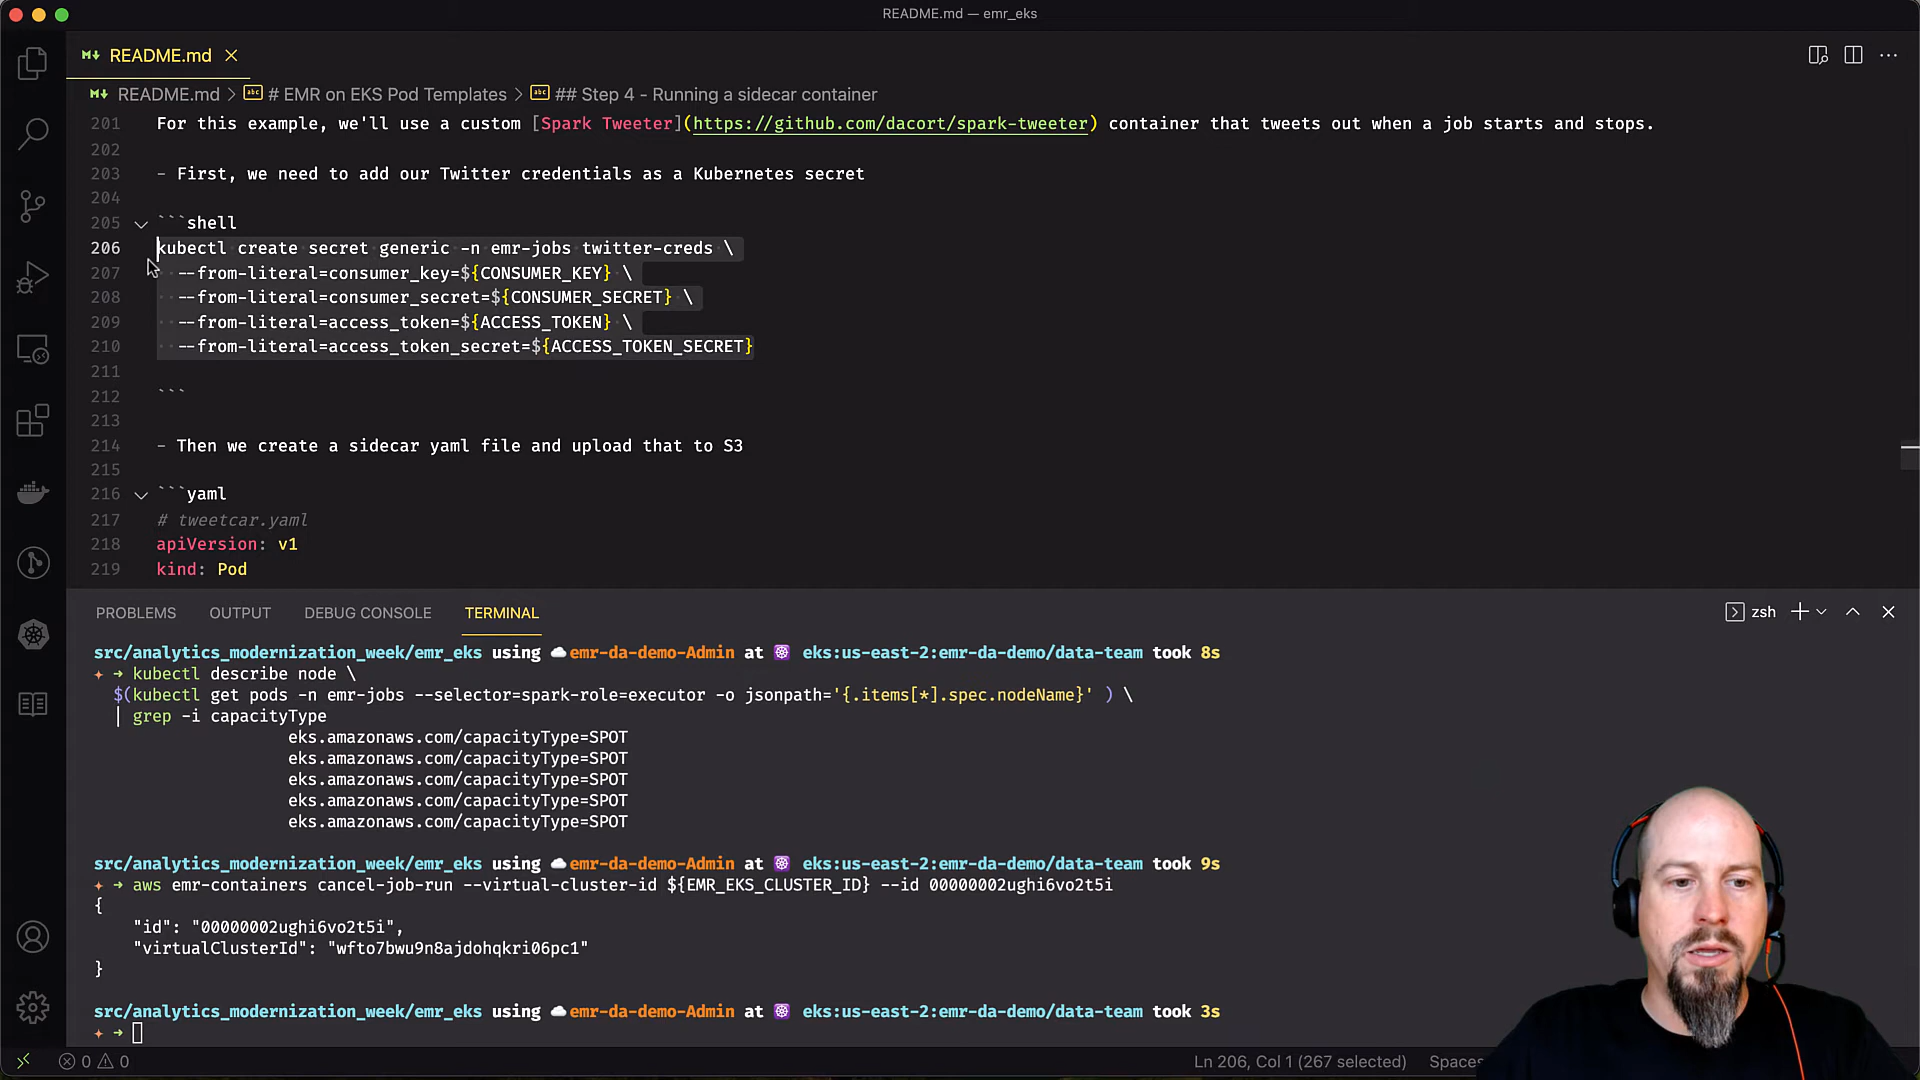 README.md — emr_eks
README.md
README.md > # EMR on EKS Pod Templates > ## Step 4 - Running a sidecar container
201 For this example, we'll use a custom [Spark Tweeter](https://github.com/dacort/spark-tweeter) container that tweets out when a job starts and stops.
202
203 - First, we need to add our Twitter credentials as a Kubernetes secret
204
205 ```shell
206 kubectl create secret generic -n emr-jobs twitter-creds \
207 --from-literal=consumer_key=${CONSUMER_KEY} \
208 --from-literal=consumer_secret=${CONSUMER_SECRET} \
209 --from-literal=access_token=${ACCESS_TOKEN} \
210 --from-literal=access_token_secret=${ACCESS_TOKEN_SECRET}
211
212 ```
213
214 - Then we create a sidecar yaml file and upload that to S3
215
216 ```yaml
217 # tweetcar.yaml
218 apiVersion: v1
219 kind: Pod
PROBLEMS OUTPUT DEBUG CONSOLE TERMINAL zsh
src/analytics_modernization_week/emr_eks using emr-da-demo-Admin at eks:us-east-2:emr-da-demo/data-team took 8s
kubectl describe node \
$(kubectl get pods -n emr-jobs --selector=spark-role=executor -o jsonpath='{.items[*].spec.nodeName}' ) \
| grep -i capacityType
eks.amazonaws.com/capacityType=SPOT
eks.amazonaws.com/capacityType=SPOT
eks.amazonaws.com/capacityType=SPOT
eks.amazonaws.com/capacityType=SPOT
eks.amazonaws.com/capacityType=SPOT
src/analytics_modernization_week/emr_eks using emr-da-demo-Admin at eks:us-east-2:emr-da-demo/data-team took 9s
aws emr-containers cancel-job-run --virtual-cluster-id ${EMR_EKS_CLUSTER_ID} --id 00000002ughi6vo2t5i
{
"id": "00000002ughi6vo2t5i",
"virtualClusterId": "wfto7bwu9n8ajdohqkri06pc1"
}
src/analytics_modernization_week/emr_eks using emr-da-demo-Admin at eks:us-east-2:emr-da-demo/data-team took 3s
0 0 Ln 206, Col 1 (267 selected) Spaces